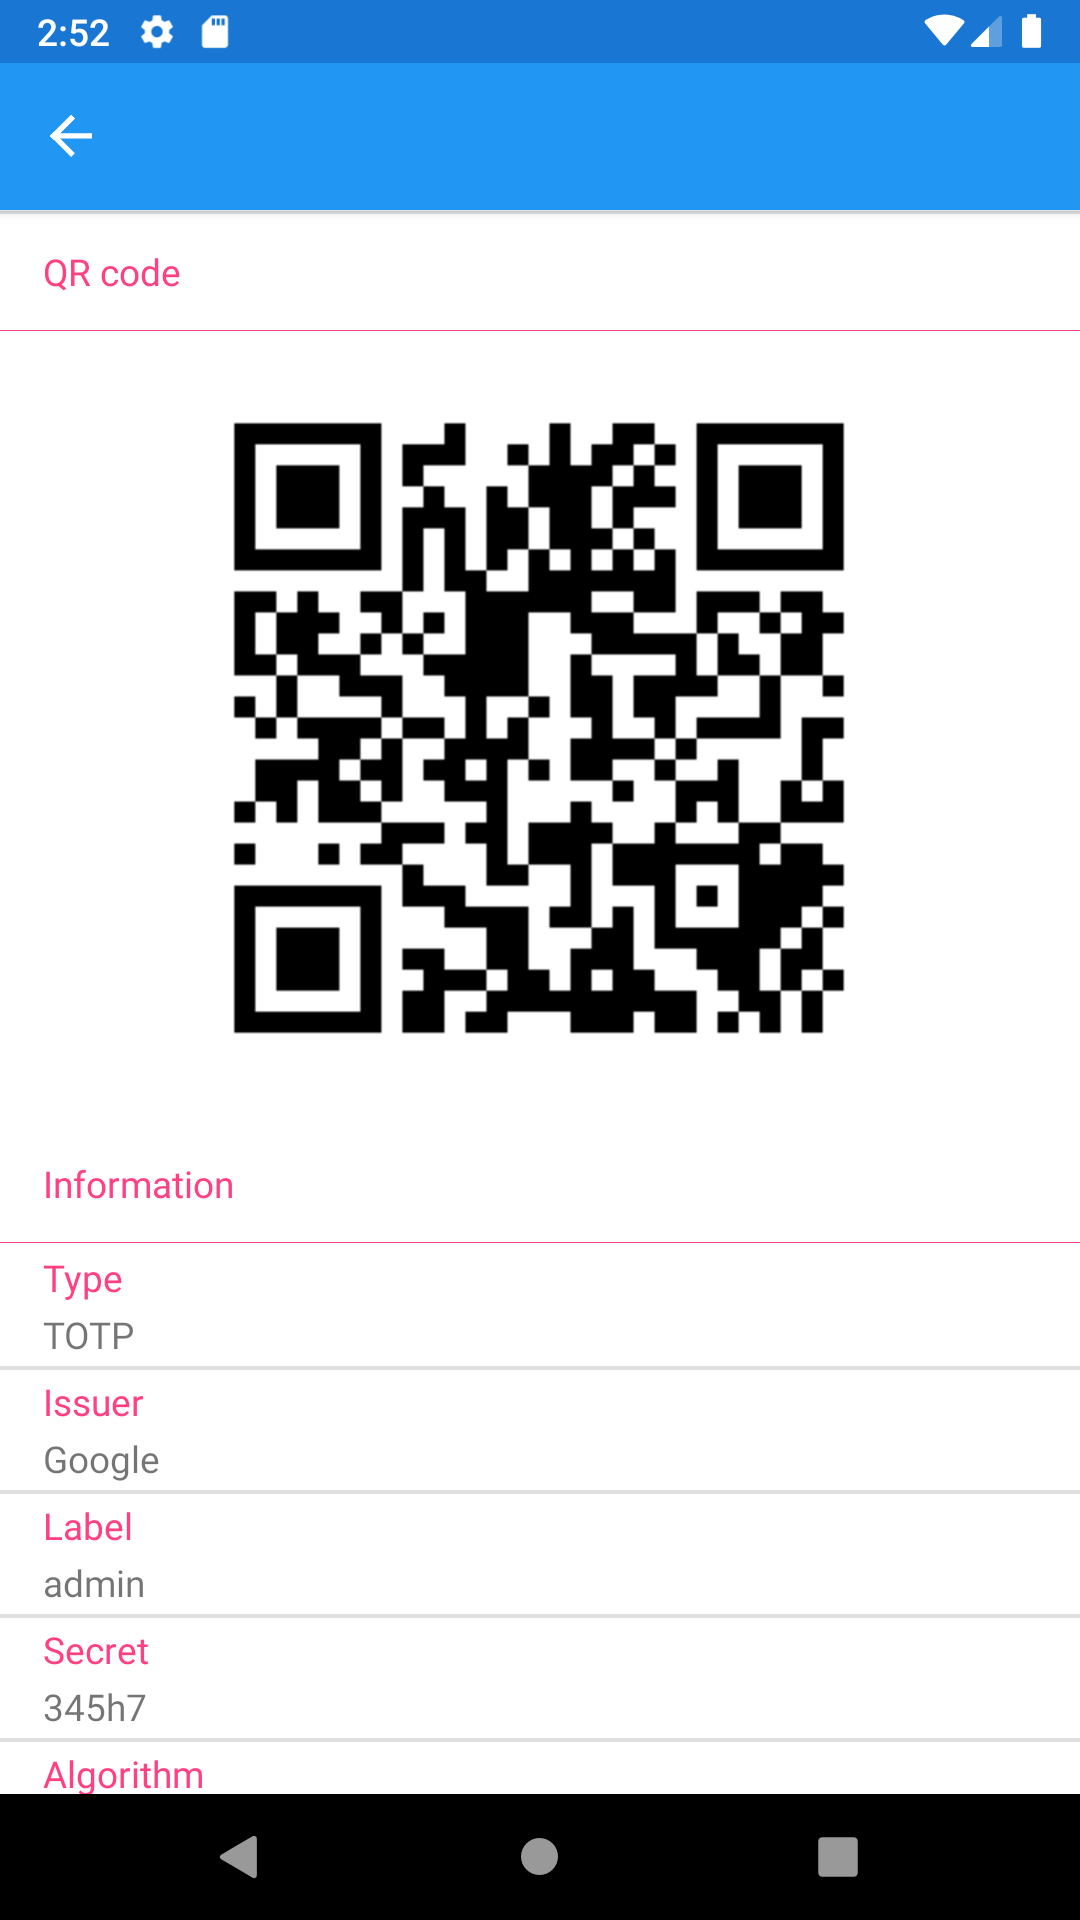 2:52
QR code
Information
Type
TOTP
Issuer
Google
Label
admin
Secret
345h7
Algorithm